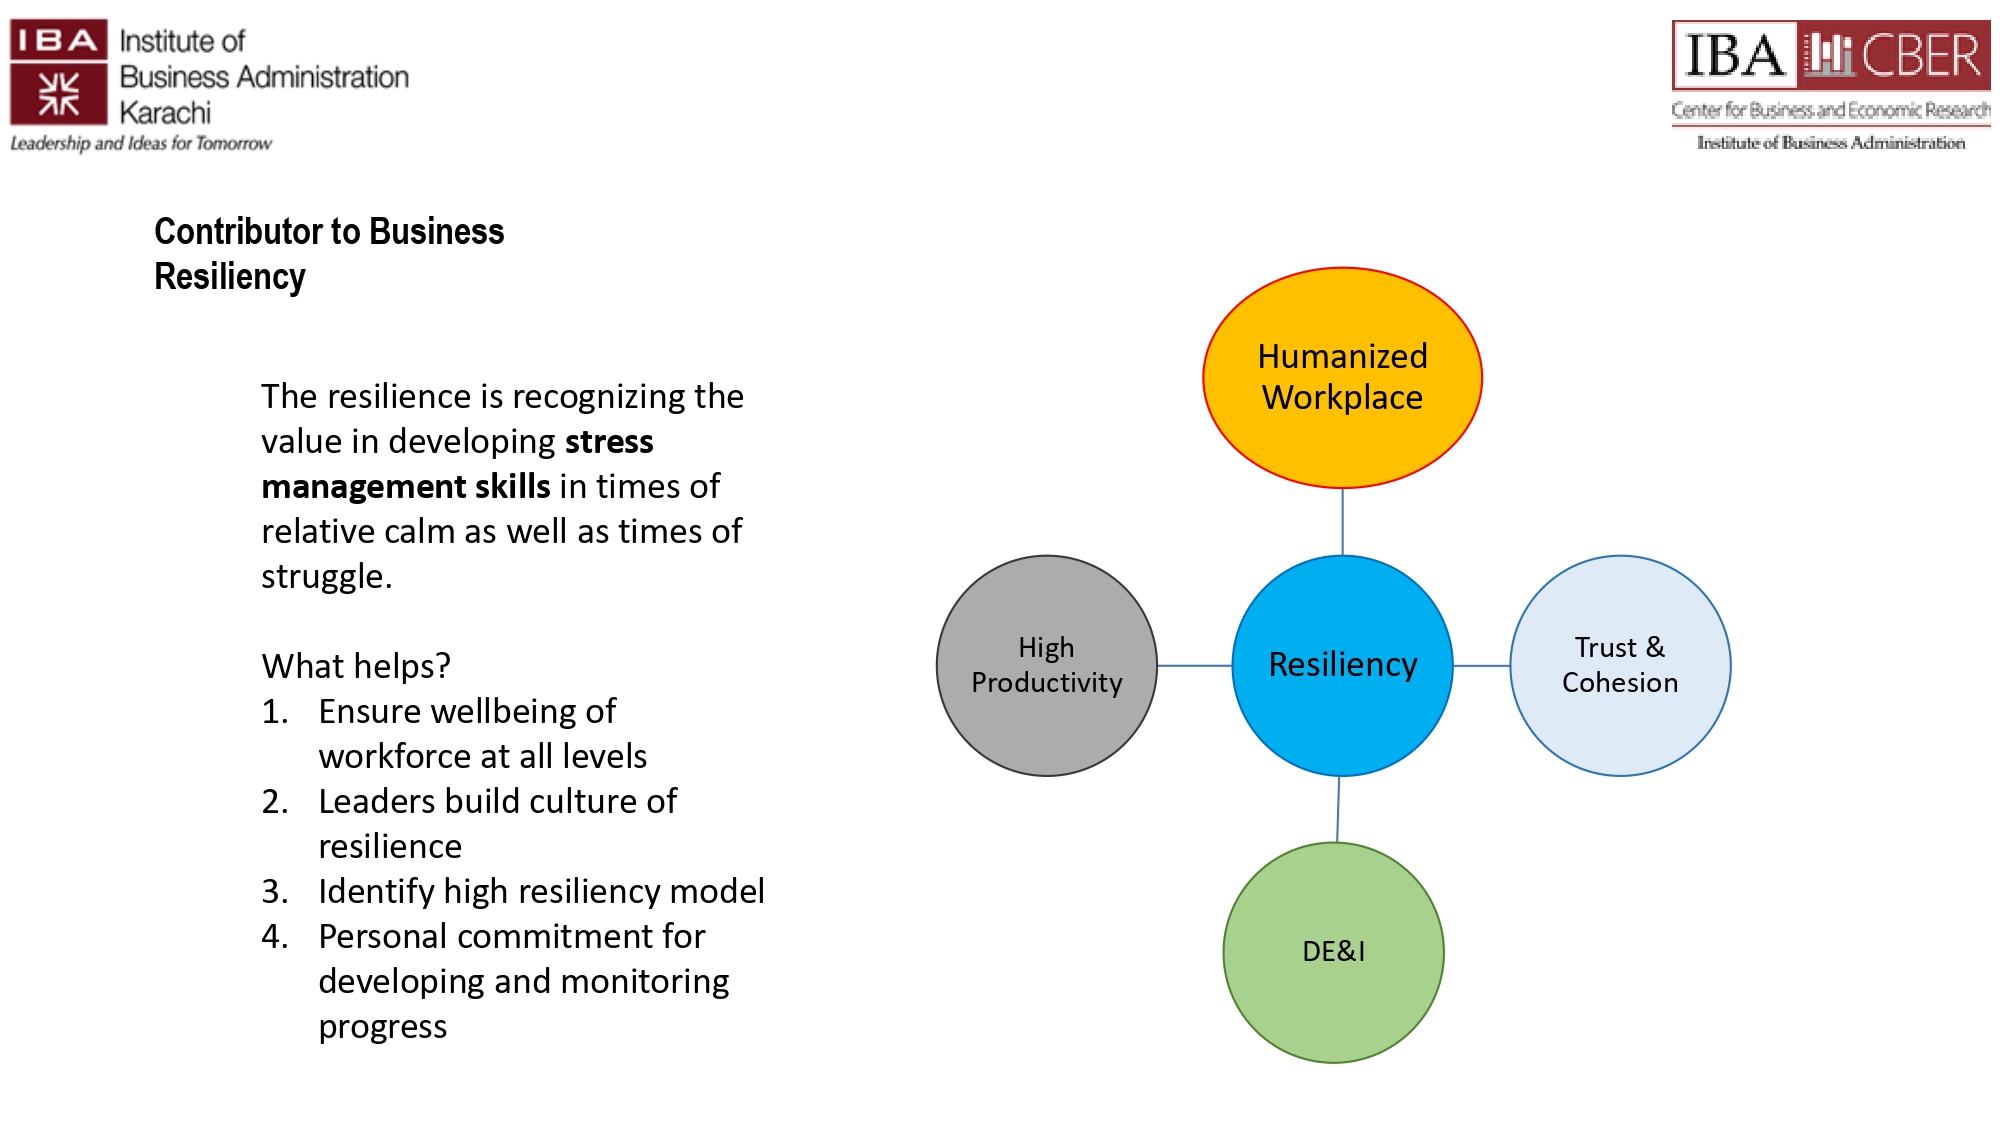 IBA
Institute of
Business Administration
Karachi
Leadership and Ideas for Tomorrow
IBA CBER
Center for Business and Economic Research
Institute of Business Administration
Contributor to Business
Resiliency
The resilience is recognizing the
value in developing stress
management skills in times of
relative calm as well as times of
struggle.
What helps?
1. Ensure wellbeing of
workforce at all levels
2. Leaders build culture of
resilience
3. Identify high resiliency model
4. Personal commitment for
developing and monitoring
progress
Humanized
Workplace
High
Productivity
Resiliency
Trust &
Cohesion
DE&I